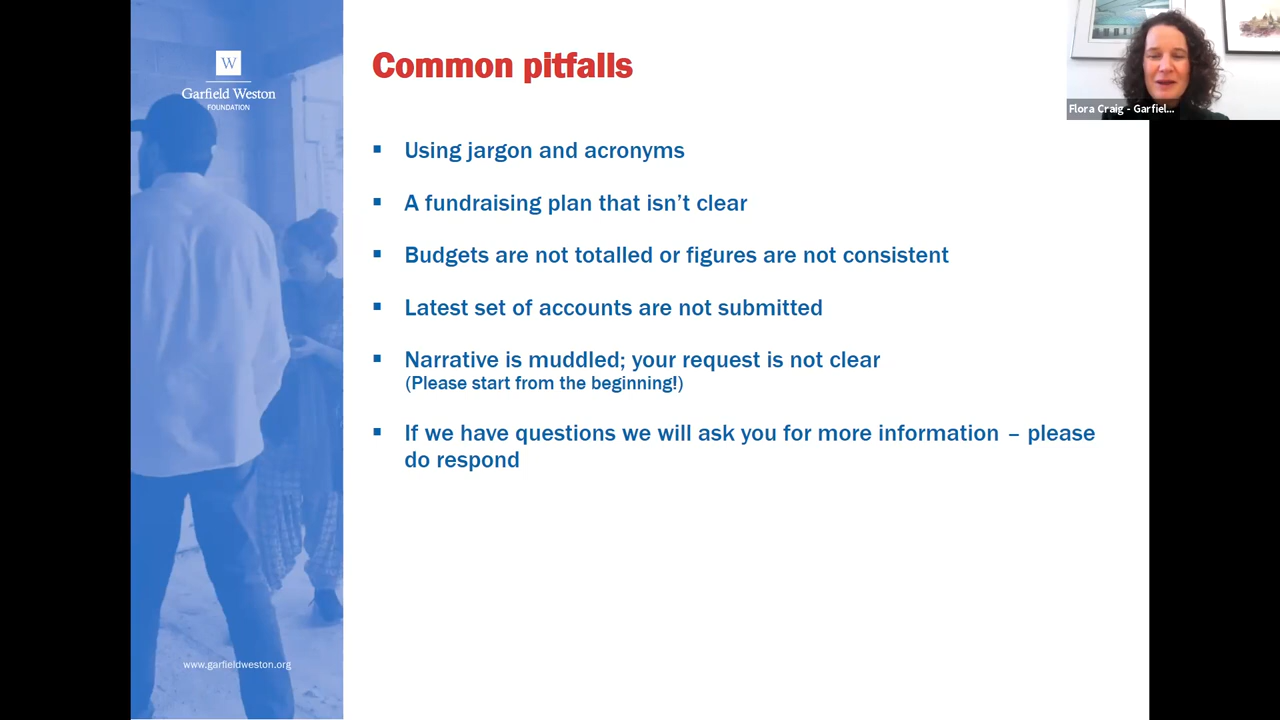 W
Garfield Weston
FOUNDATION
Common pitfalls
Flora Craig - Garfiel...
▪ Using jargon and acronyms
▪ A fundraising plan that isn’t clear
▪ Budgets are not totalled or figures are not consistent
▪ Latest set of accounts are not submitted
▪ Narrative is muddled; your request is not clear
(Please start from the beginning!)
▪ If we have questions we will ask you for more information – please
do respond
www.garfieldweston.org